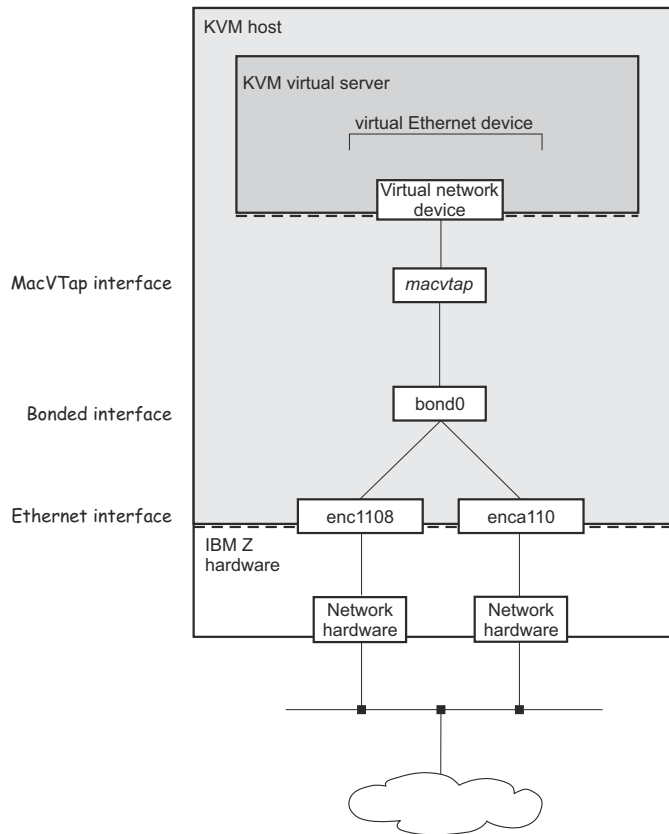 KVM host
KVM virtual server
virtual Ethernet device
Virtual network
device
MacVTap interface
macvtap
Bonded interface
bond0
Ethernet interface
enc1108
enca110
IBM Z
hardware
Network
hardware
Network
hardware